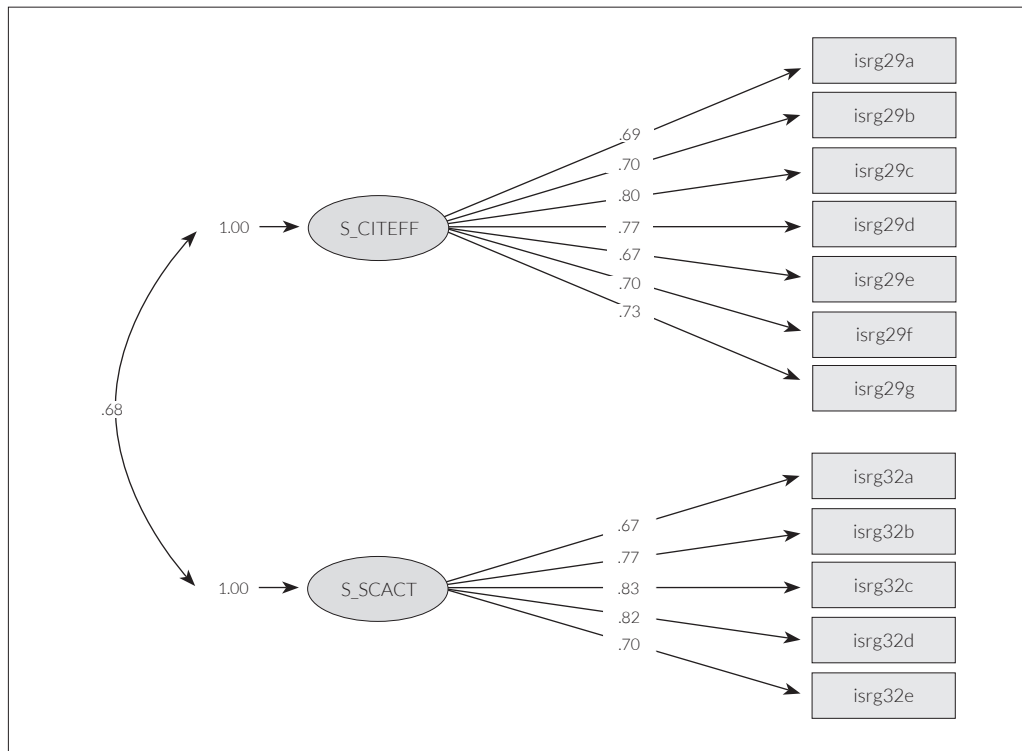 isrg29a
isrg29b
isrg29c
isrg29d
isrg29e
isrg29f
isrg29g
.69
.70
.80
.77
.67
.70
.73
1.00
S_CITEFF
.68
isrg32a
isrg32b
isrg32c
isrg32d
isrg32e
.67
.77
.83
.82
.70
1.00
S_SCACT